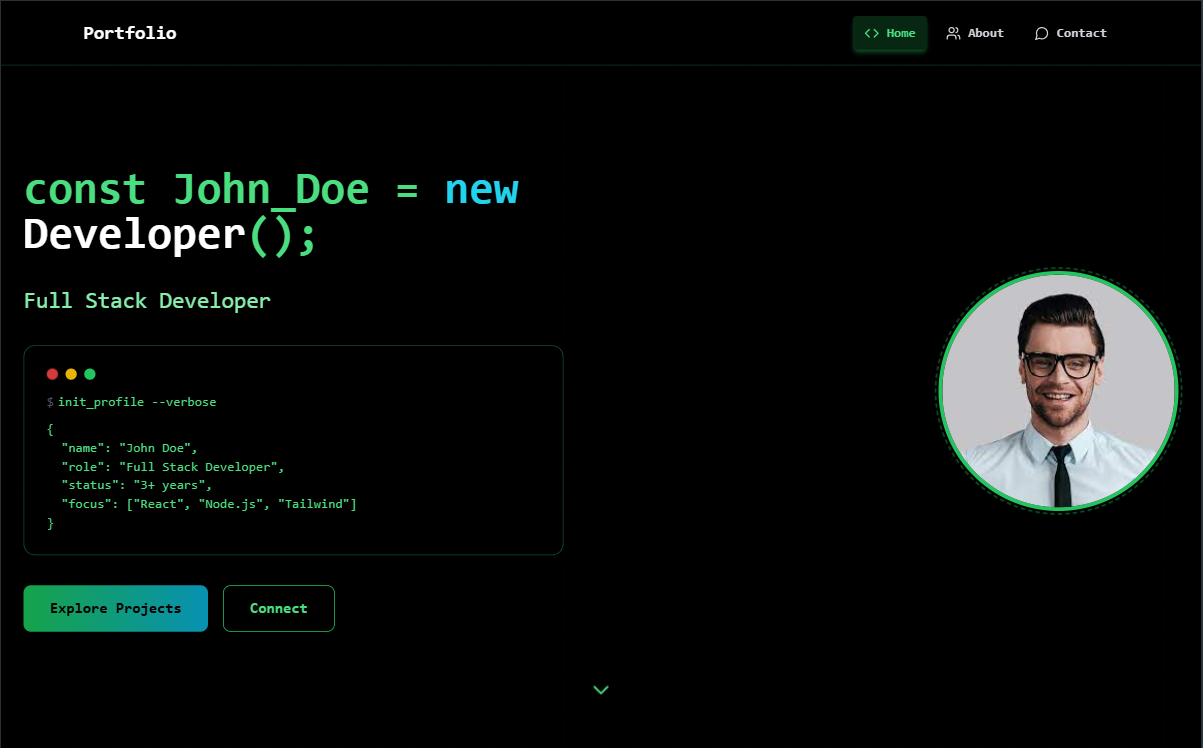 Portfolio
<> Home
About
Contact
const John_Doe = new
Developer();
Full Stack Developer
$ init_profile --verbose
{
"name": "John Doe",
"role": "Full Stack Developer",
"status": "3+ years",
"focus": ["React", "Node.js", "Tailwind"]
}
Explore Projects
Connect